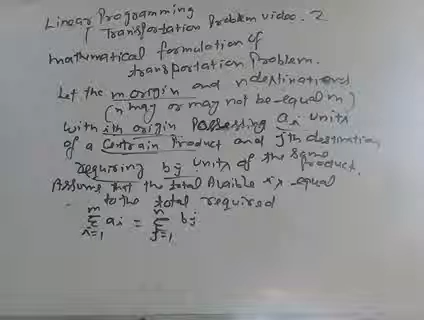 Linear Programming
( Transportation Problem video. 2
mathematical formulation of
transportation Problem.
Let the m origin and n destinations
(n may or may not be equal m)
with ith origin Possesting ai units
of a Certain Product and jth destination
requiring bj units of the same
product.
Assume that the total Avaible is equal
to the total required
m n
Σ ai = Σ bj
i=1 j=1